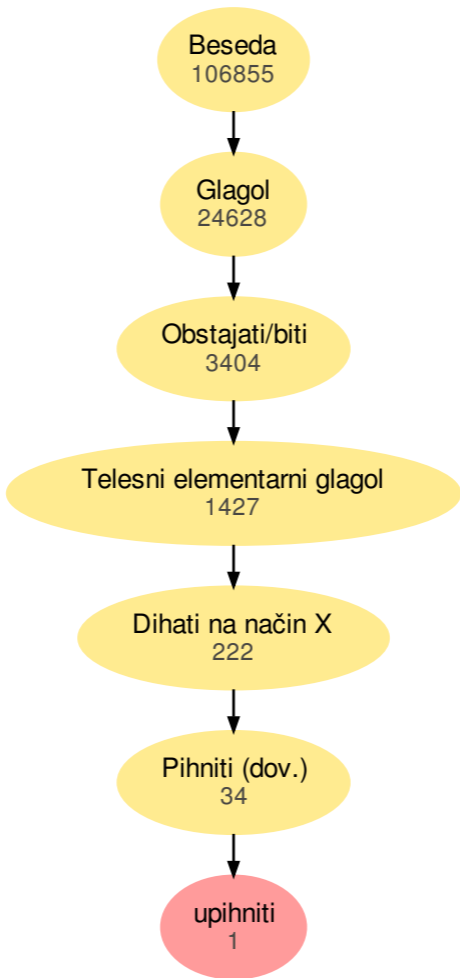 Beseda
106855
Glagol
24628
Obstajati/biti
3404
Telesni elementarni glagol
1427
Dihati na način X
222
Pihniti (dov.)
34
upihniti
1